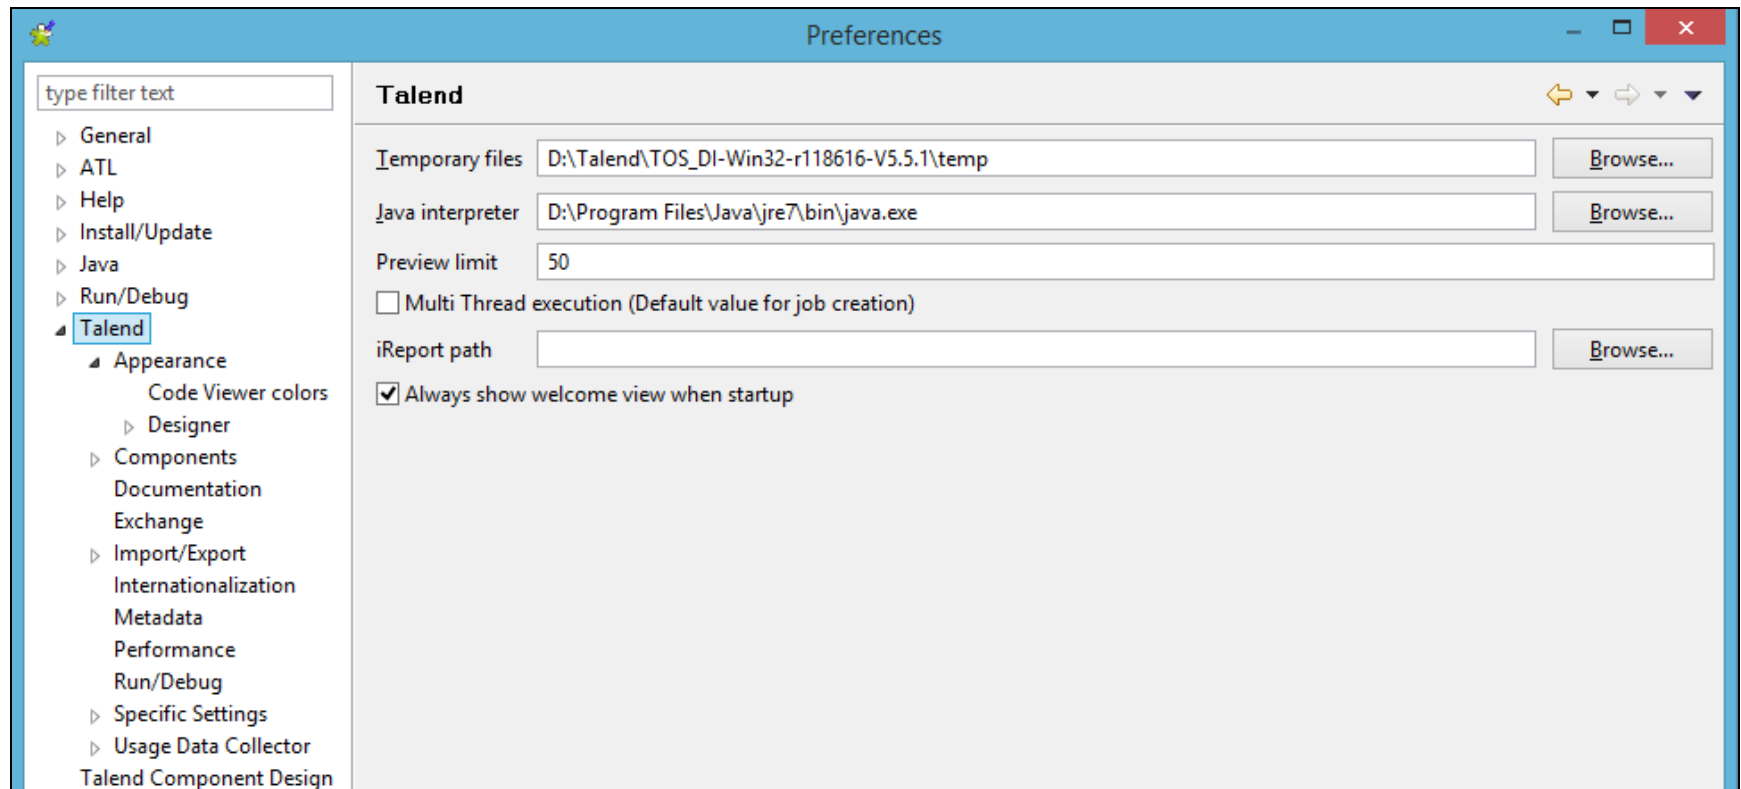 Preferences
type filter text
General
ATL
Help
Install/Update
Java
Run/Debug
Talend
Appearance
Code Viewer colors
Designer
Components
Documentation
Exchange
Import/Export
Internationalization
Metadata
Performance
Run/Debug
Specific Settings
Usage Data Collector
Talend Component Design
Talend
Temporary files D:\Talend\TOS_DI-Win32-r118616-V5.5.1\temp Browse...
Java interpreter D:\Program Files\Java\jre7\bin\java.exe Browse...
Preview limit 50
Multi Thread execution (Default value for job creation)
iReport path Browse...
Always show welcome view when startup